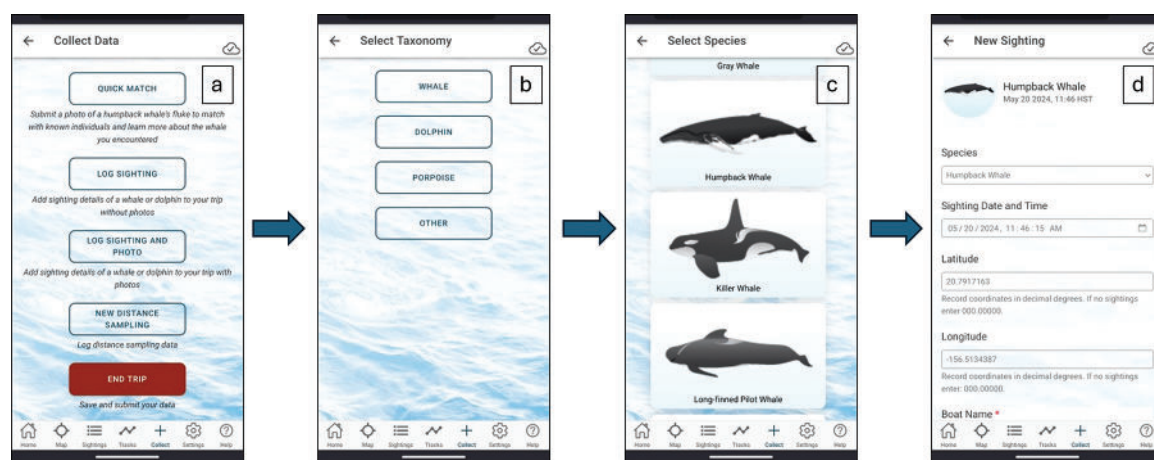 Collect Data
a
QUICK MATCH
Submit a photo of a humpback whale's fluke to match
with known individuals and learn more about the whale
you encountered
LOG SIGHTING
Add sighting details of a whale or dolphin to your trip
without photos
LOG SIGHTING AND
PHOTO
Add sighting details of a whale or dolphin to your trip with
photos
NEW DISTANCE
SAMPLING
Log distance sampling data
END TRIP
Save and submit your data
Home Map Sightings Tracks Collect Settings Help
Select Taxonomy
b
WHALE
DOLPHIN
PORPOISE
OTHER
Home Map Sightings Tracks Collect Settings Help
Select Species
c
Gray Whale
Humpback Whale
Killer Whale
Long-finned Pilot Whale
Home Map Sightings Tracks Collect Settings Help
New Sighting
d
Humpback Whale
May 20 2024, 11:46 HST
Species
Humpback Whale
Sighting Date and Time
05/20/2024, 11:46:15 AM
Latitude
20.7917163
Record coordinates in decimal degrees. If no sightings
enter 000.00000.
Longitude
-156.5134387
Record coordinates in decimal degrees. If no sightings
enter: 000.00000.
Boat Name *
Home Map Sightings Tracks Collect Settings Help